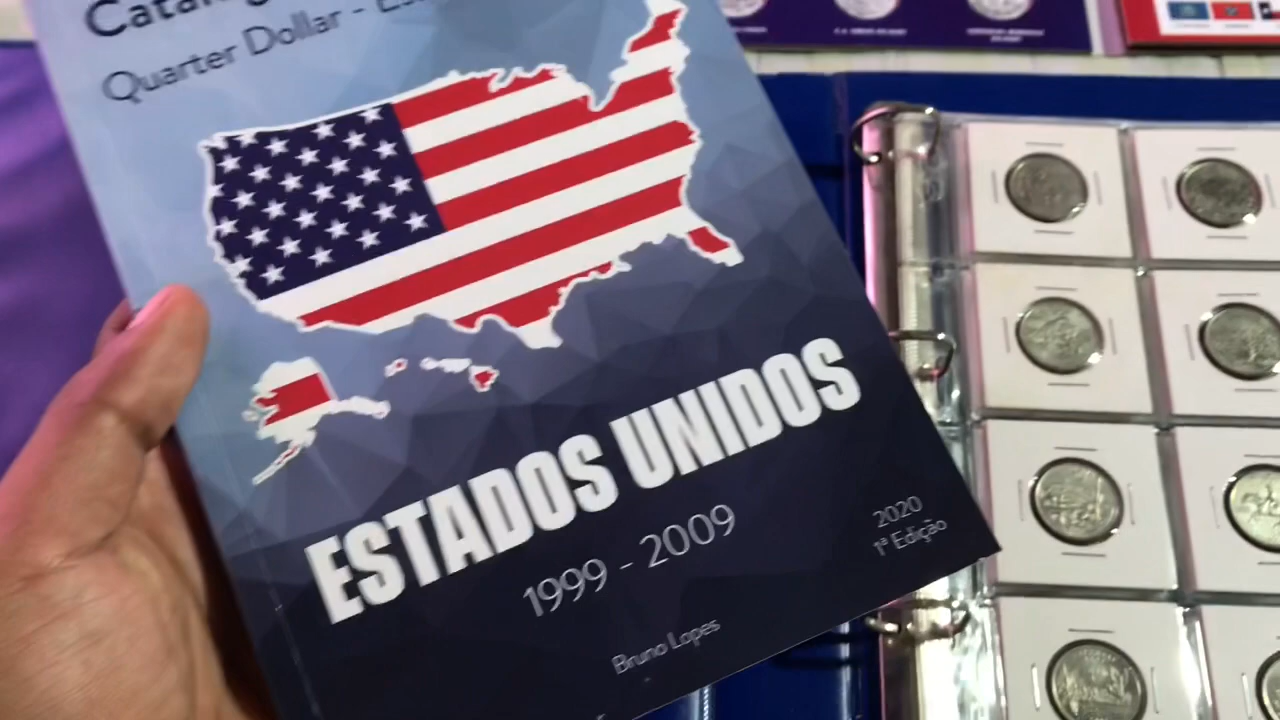 Quarter Dollar -
ESTADOS UNIDOS
1999 - 2009
2020
1ª Edição
Bruno Lopes